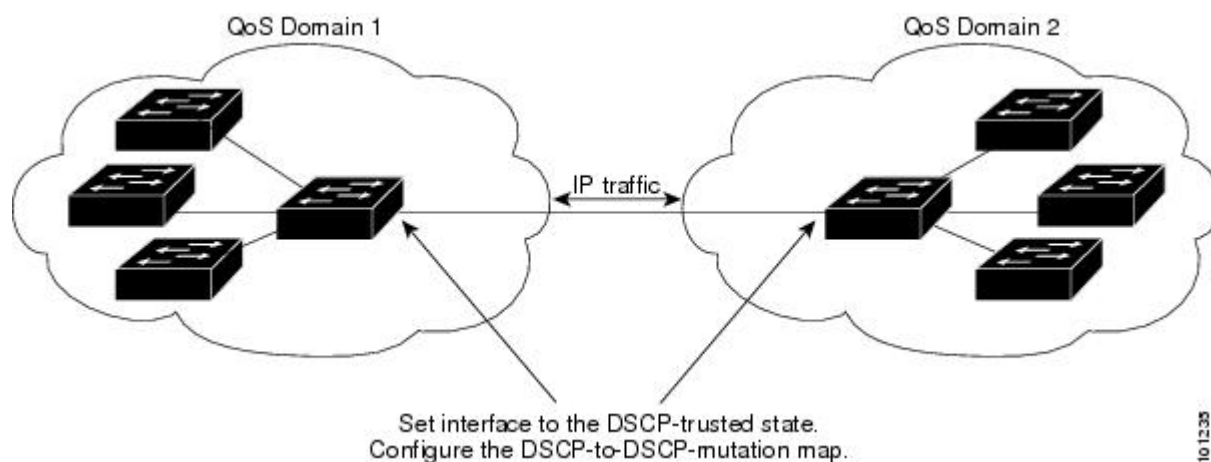 QoS Domain 1
QoS Domain 2
IP traffic
Set interface to the DSCP-trusted state.
Configure the DSCP-to-DSCP-mutation map.
101235